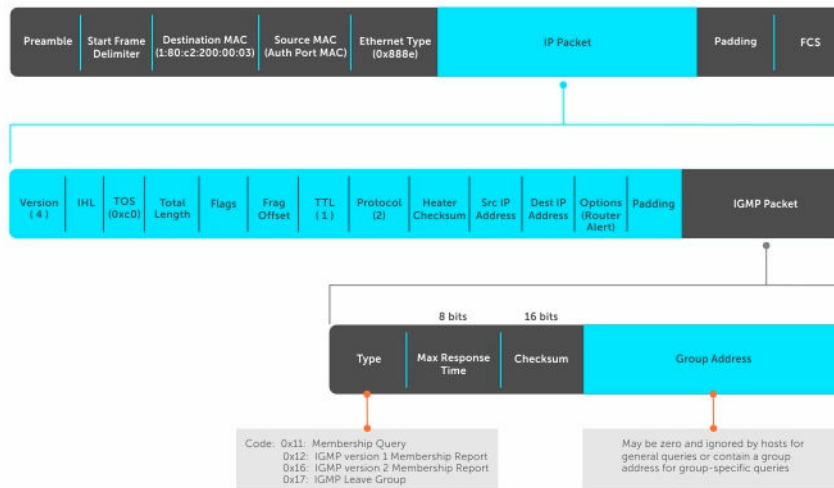 Preamble
Start Frame
Delimiter
Destination MAC
(1:80:c2:200:00:03)
Source MAC
(Auth Port MAC)
Ethernet Type
(0x888e)
IP Packet
Padding
FCS
Version
( 4 )
IHL
TOS
(0xc0)
Total
Length
Flags
Frag
Offset
TTL
( 1 )
Protocol
(2)
Heater
Checksum
Src IP
Address
Dest IP
Address
Options
(Router
Alert)
Padding
IGMP Packet
8 bits
16 bits
Type
Max Response
Time
Checksum
Group Address
Code: 0x11: Membership Query
0x12: IGMP version 1 Membership Report
0x16: IGMP version 2 Membership Report
0x17: IGMP Leave Group
May be zero and ignored by hosts for
general queries or contain a group
address for group-specific queries